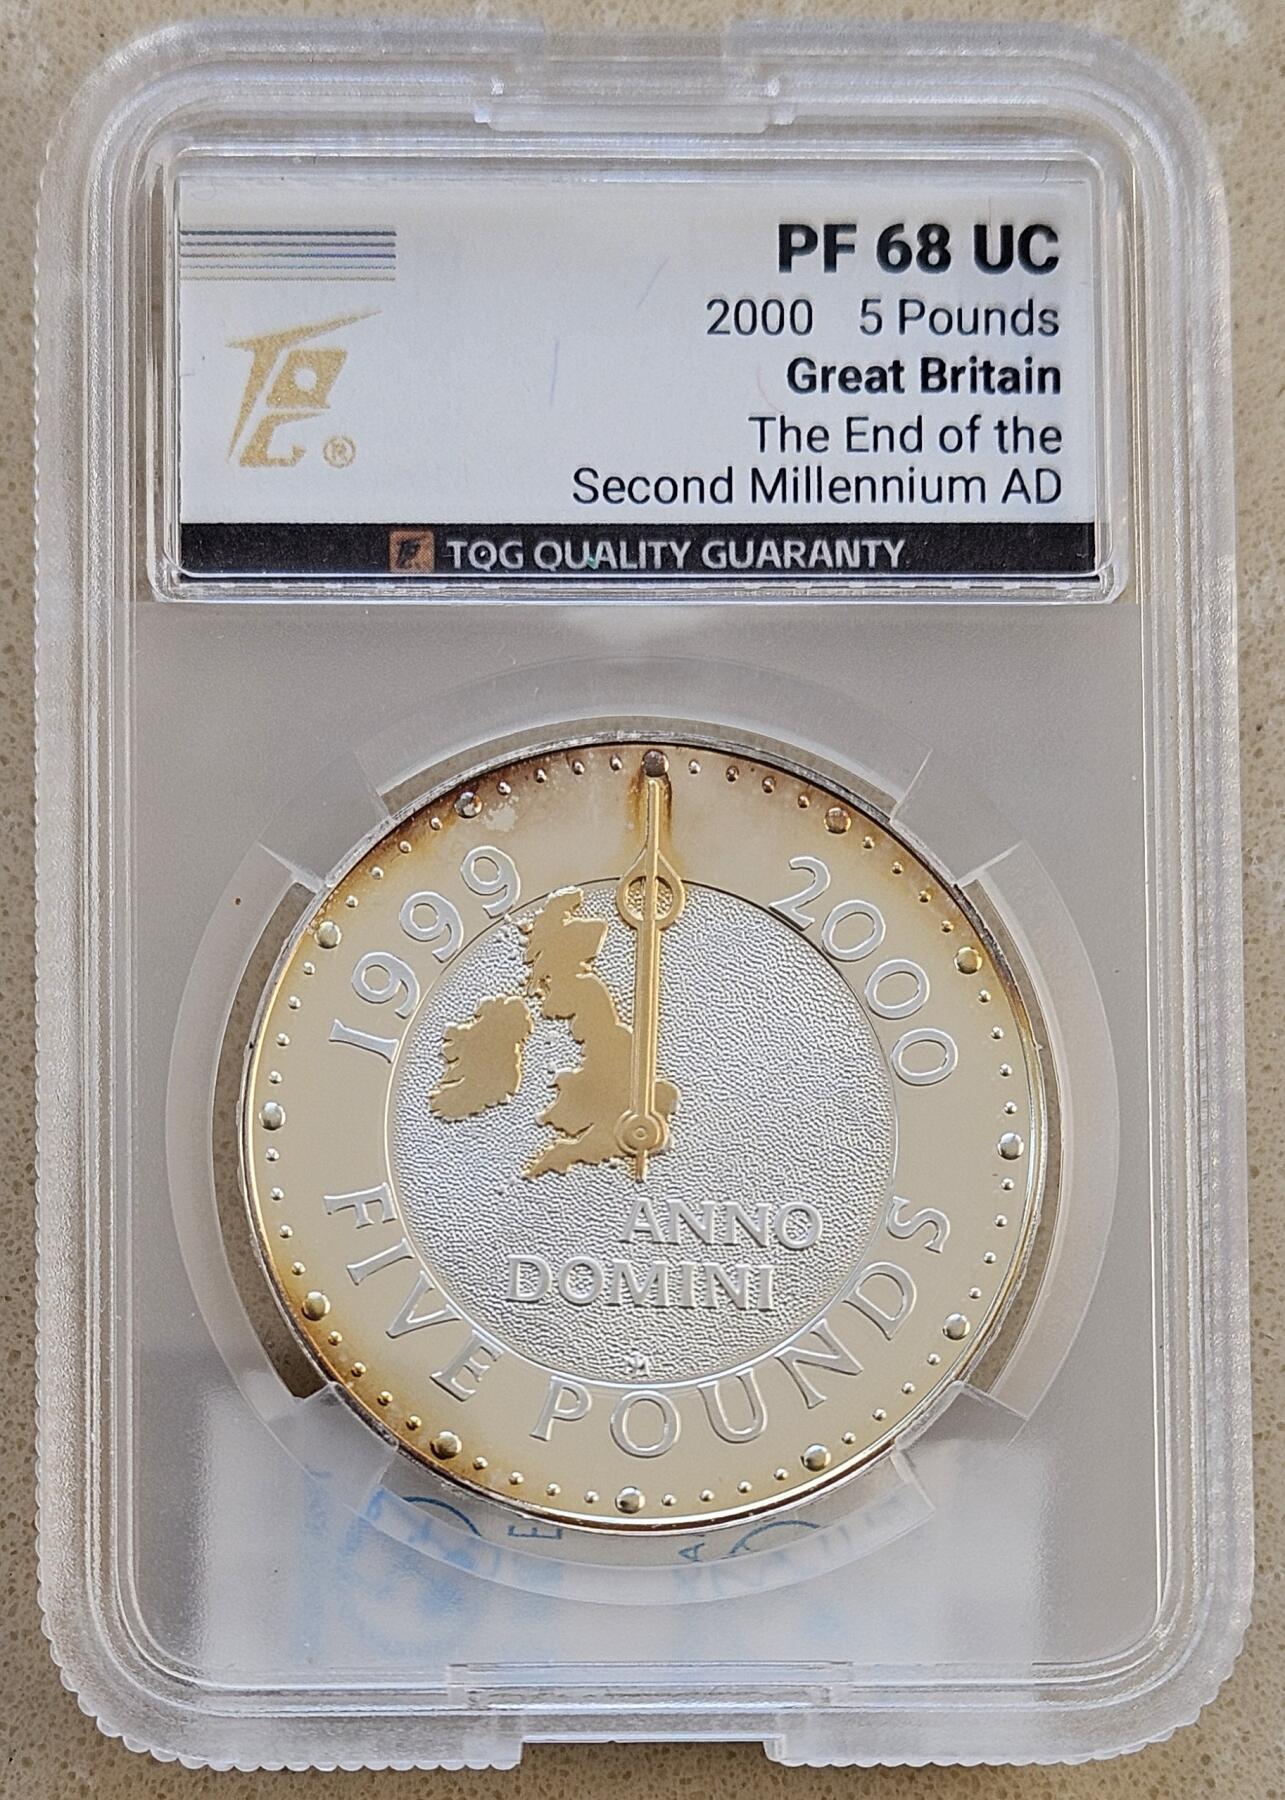 PF 68 UC
2000 5 Pounds
Great Britain
The End of the
Second Millennium AD
TQG ®
TQG QUALITY GUARANTY
1999 2000
ANNO
DOMINI
FIVE POUNDS